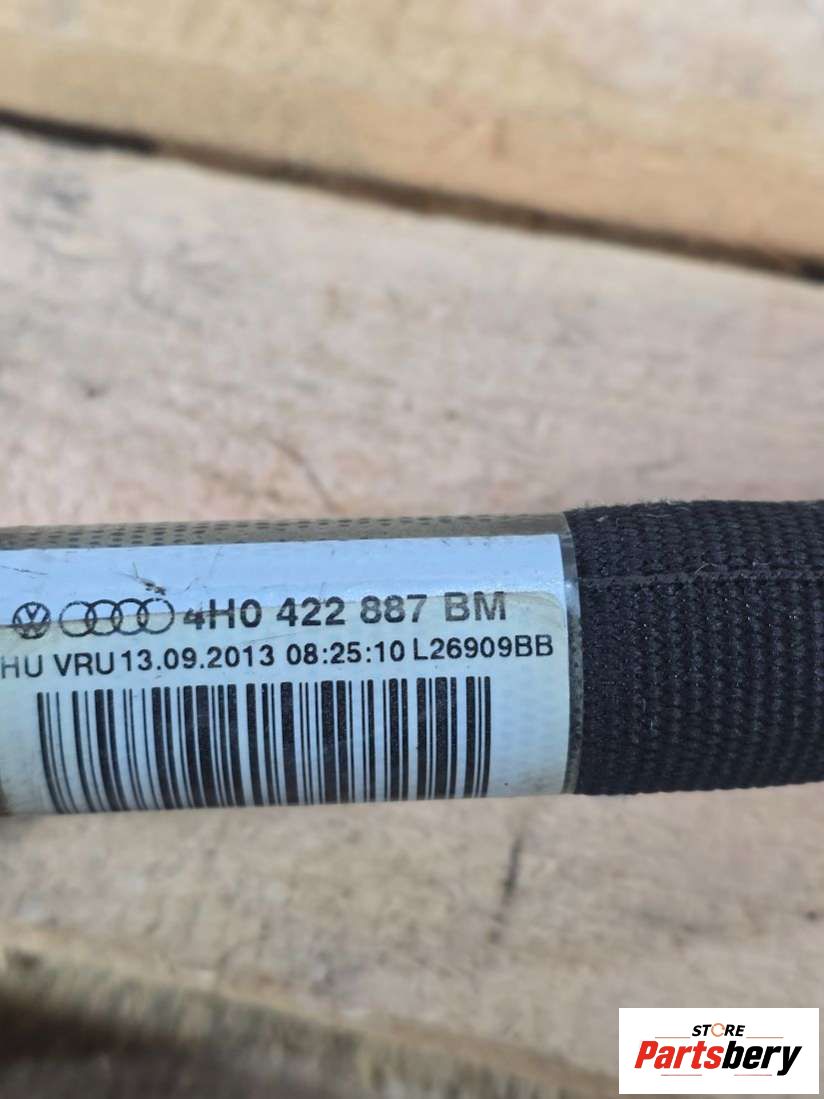 4H0 422 887 BM
HU VRU 13.09.2013 08:25:10 L26909BB
STORE
Partsbery